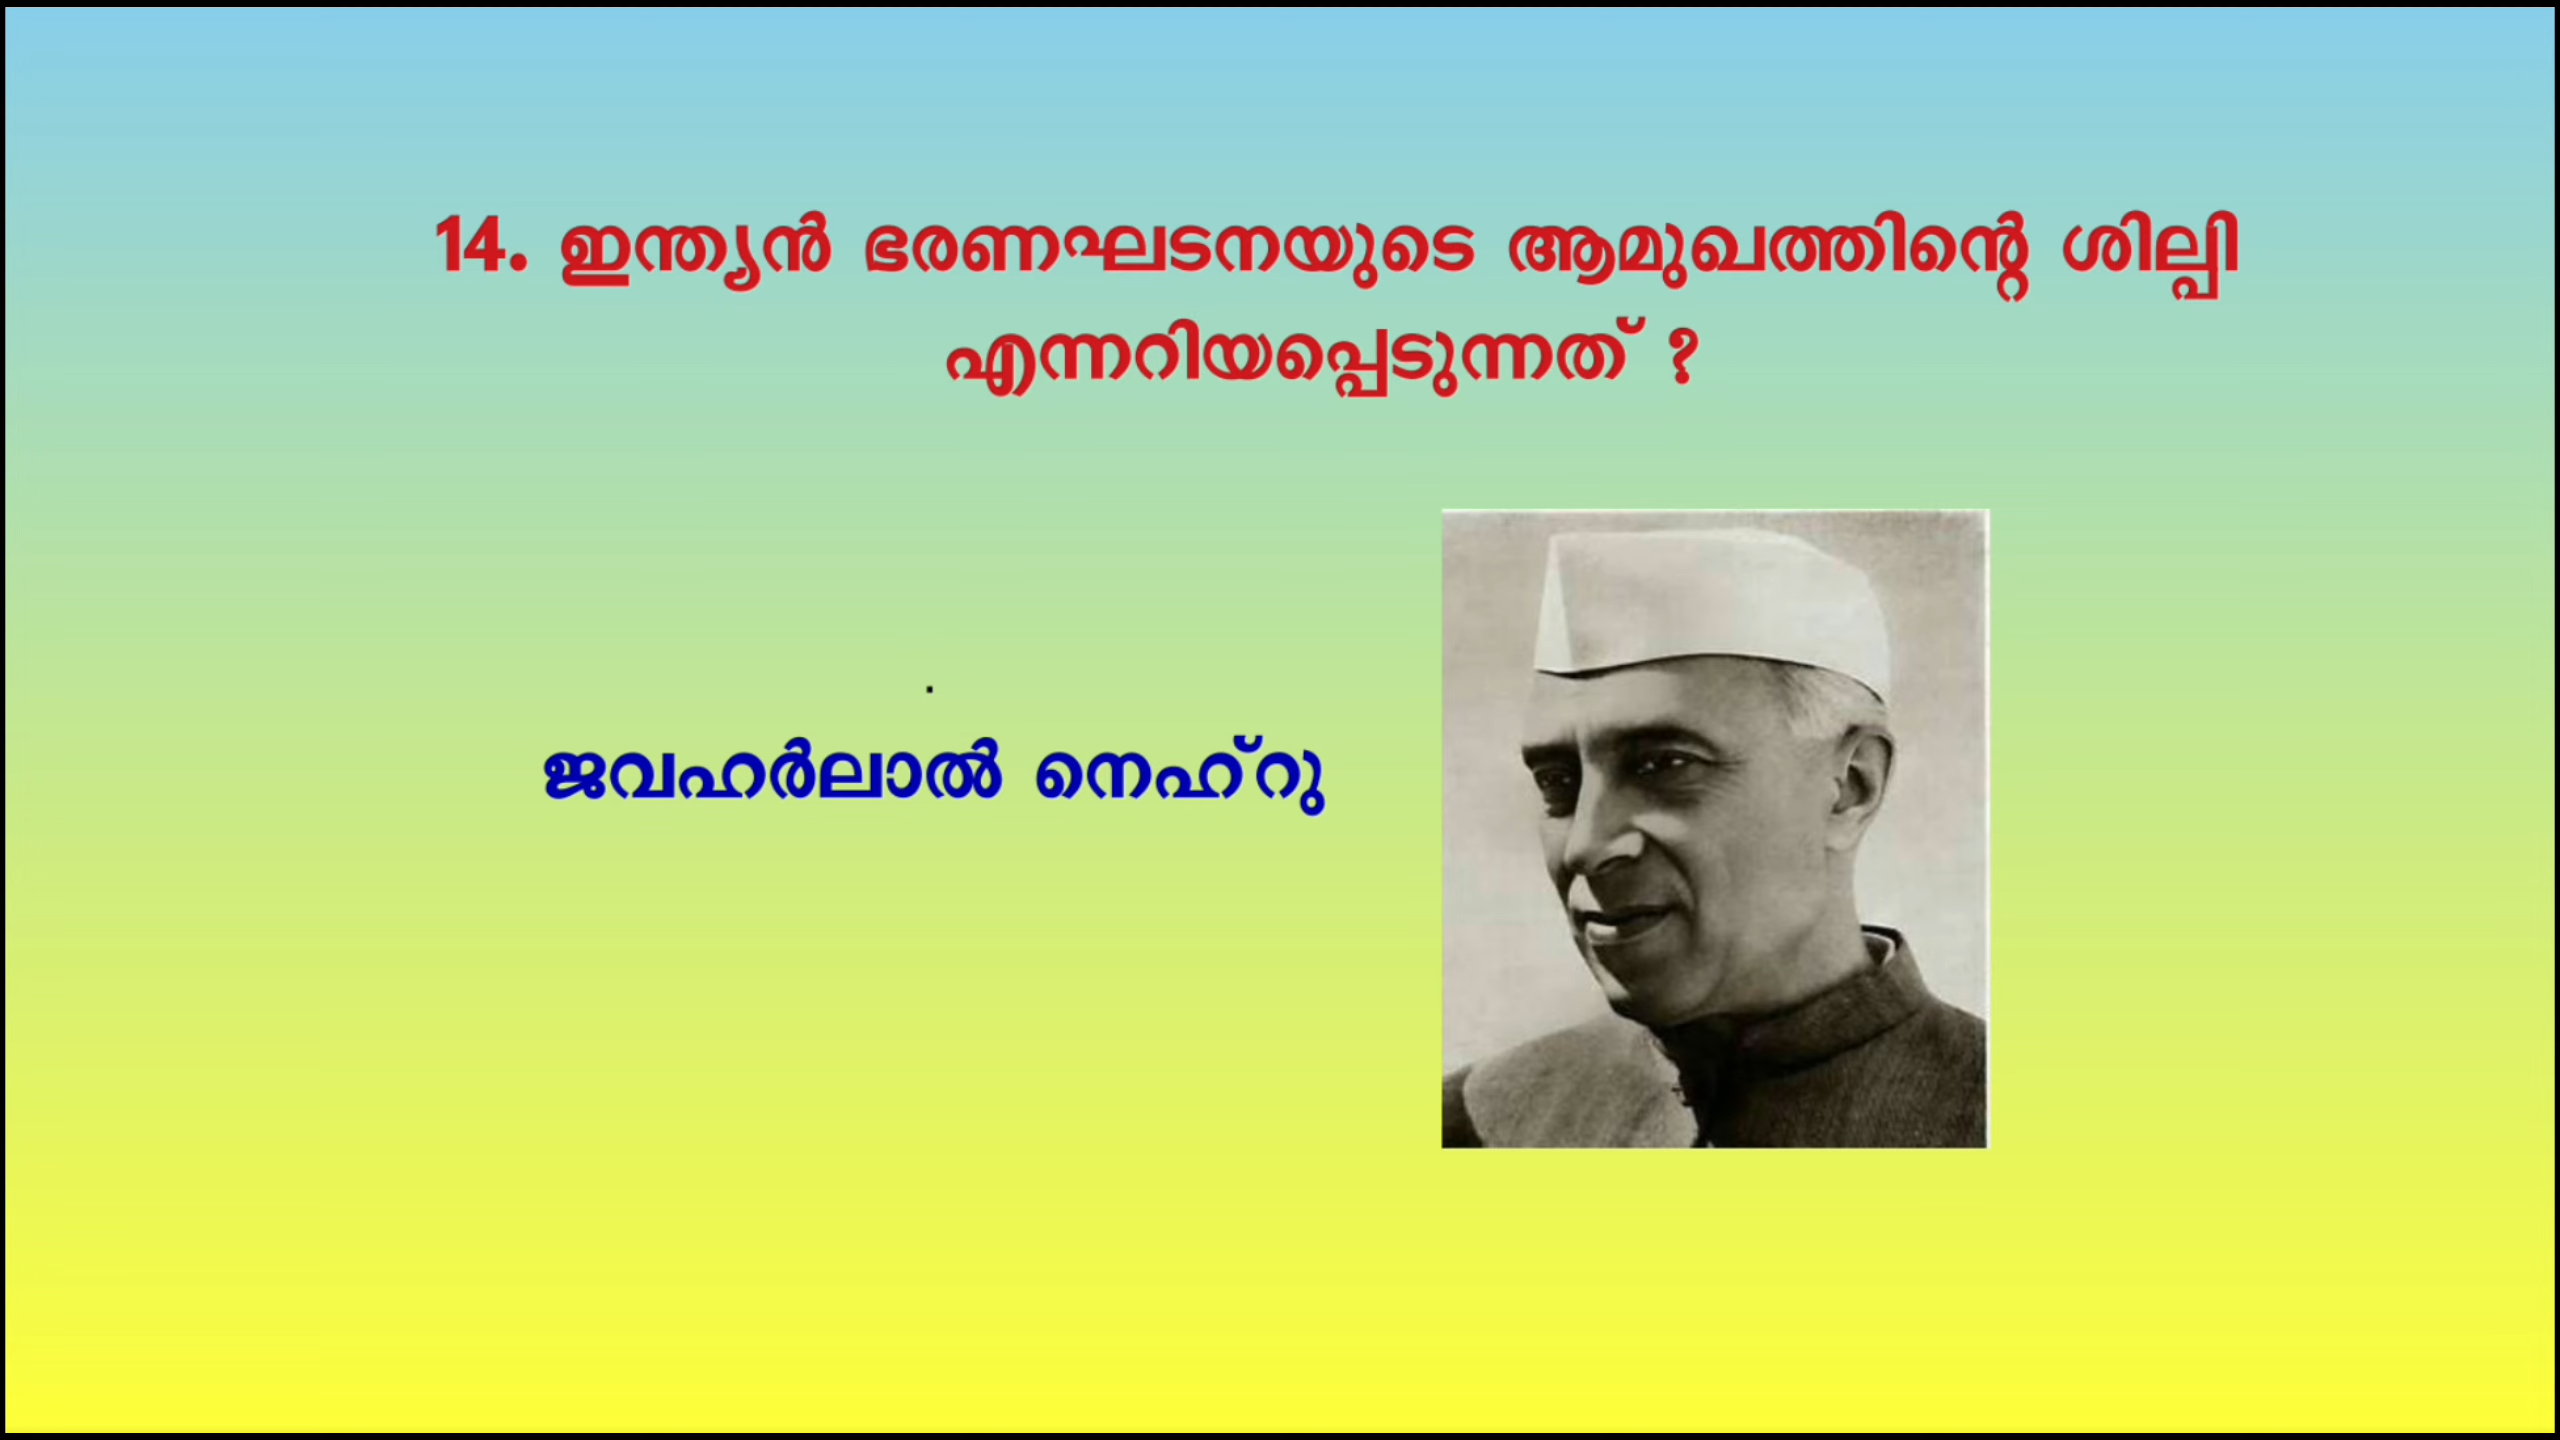 14. ഇന്ത്യൻ ഭരണഘടനയുടെ ആമുഖത്തിന്റെ ശില്പി
എന്നറിയപ്പെടുന്നത് ?
ജവഹർലാൽ നെഹ്റു